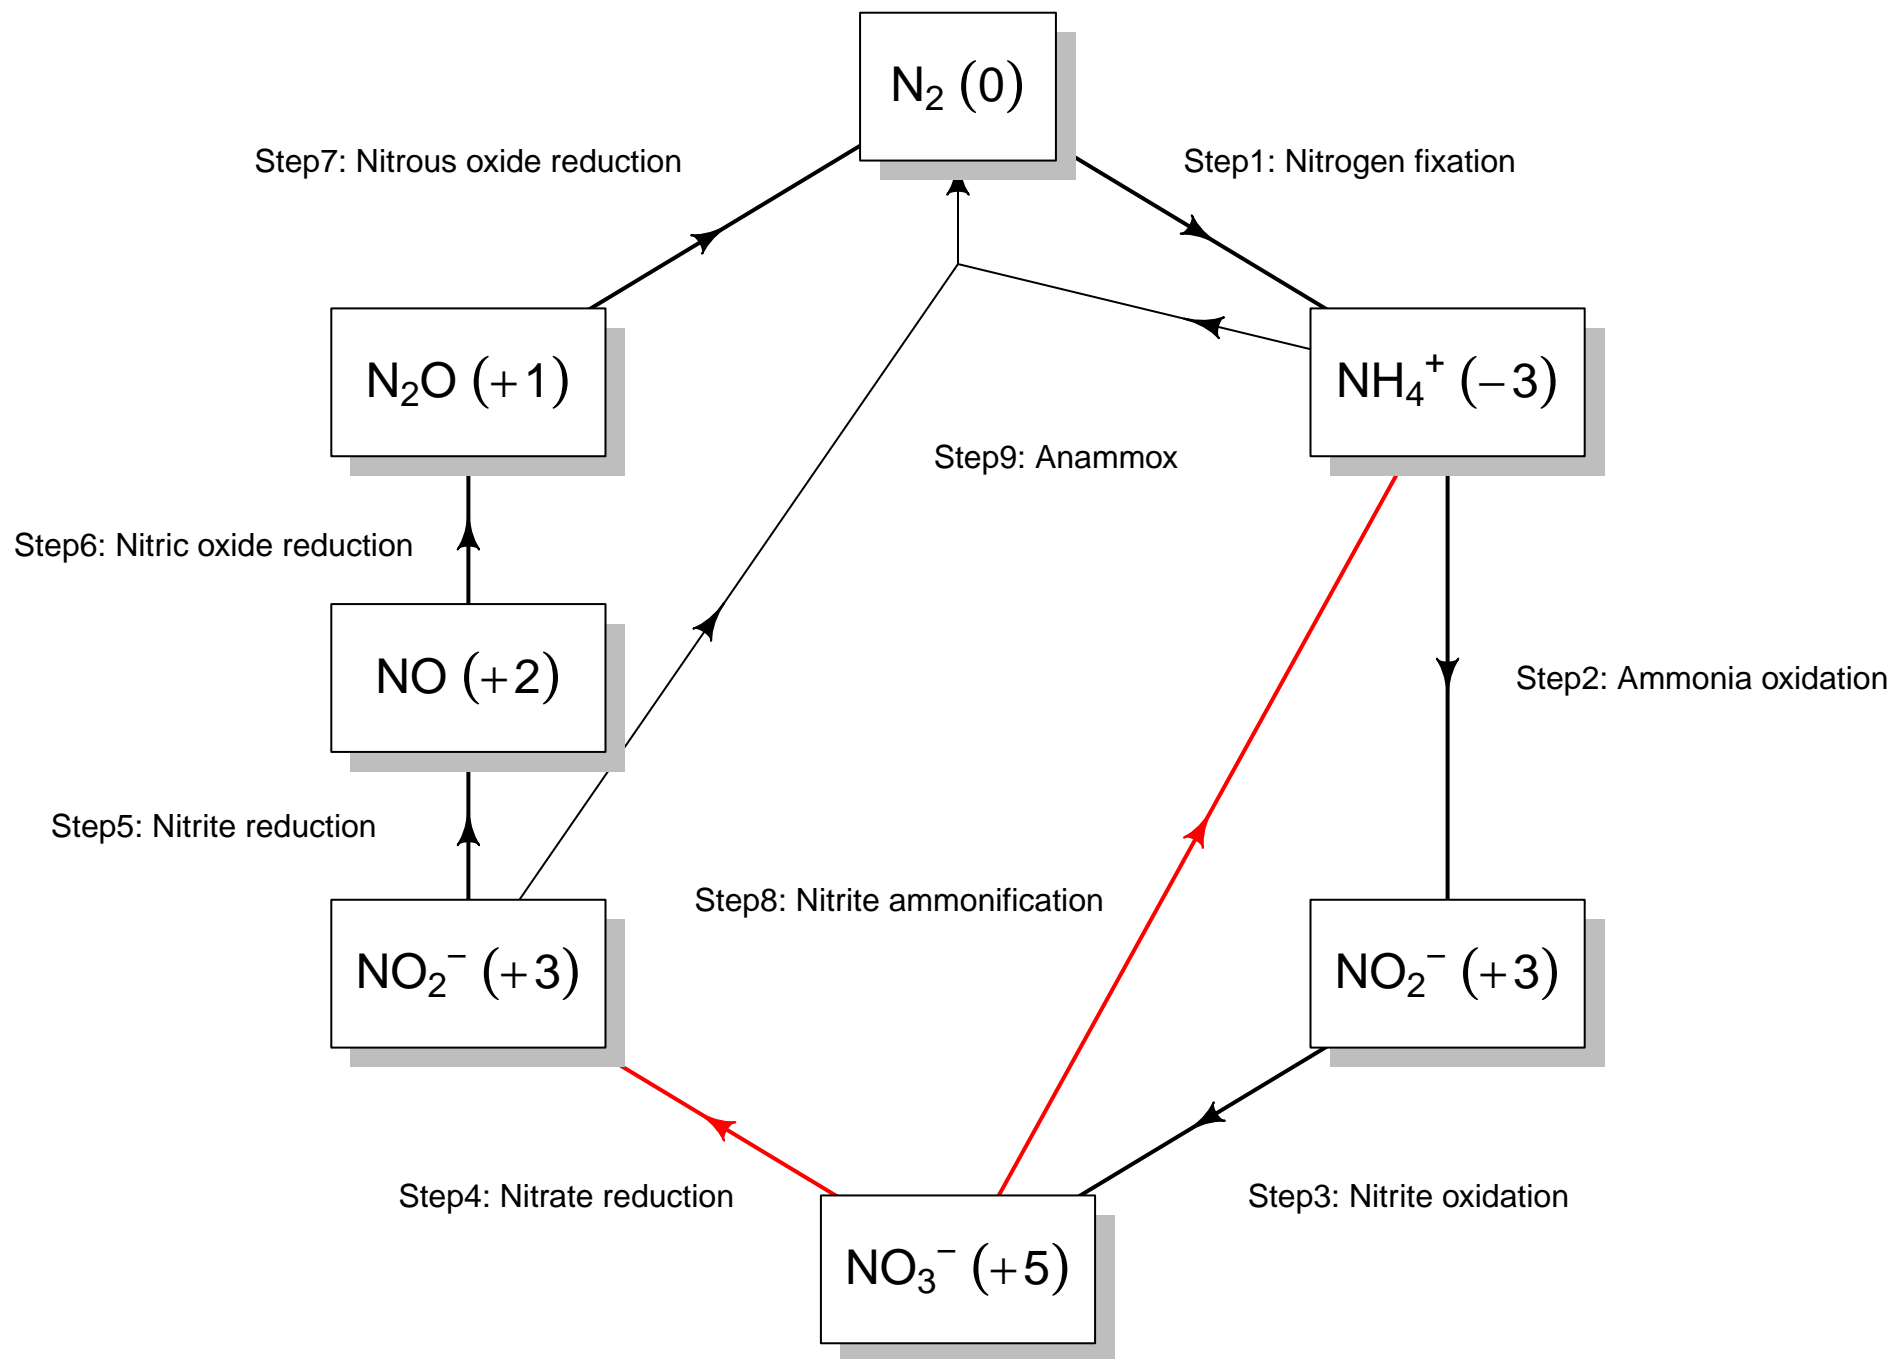 N₂ (0)
Step7: Nitrous oxide reduction
Step1: Nitrogen fixation
N₂O (+1)
NH₄⁺ (−3)
Step9: Anammox
Step6: Nitric oxide reduction
NO (+2)
Step2: Ammonia oxidation
Step5: Nitrite reduction
Step8: Nitrite ammonification
NO₂⁻ (+3)
NO₂⁻ (+3)
Step4: Nitrate reduction
Step3: Nitrite oxidation
NO₃⁻ (+5)